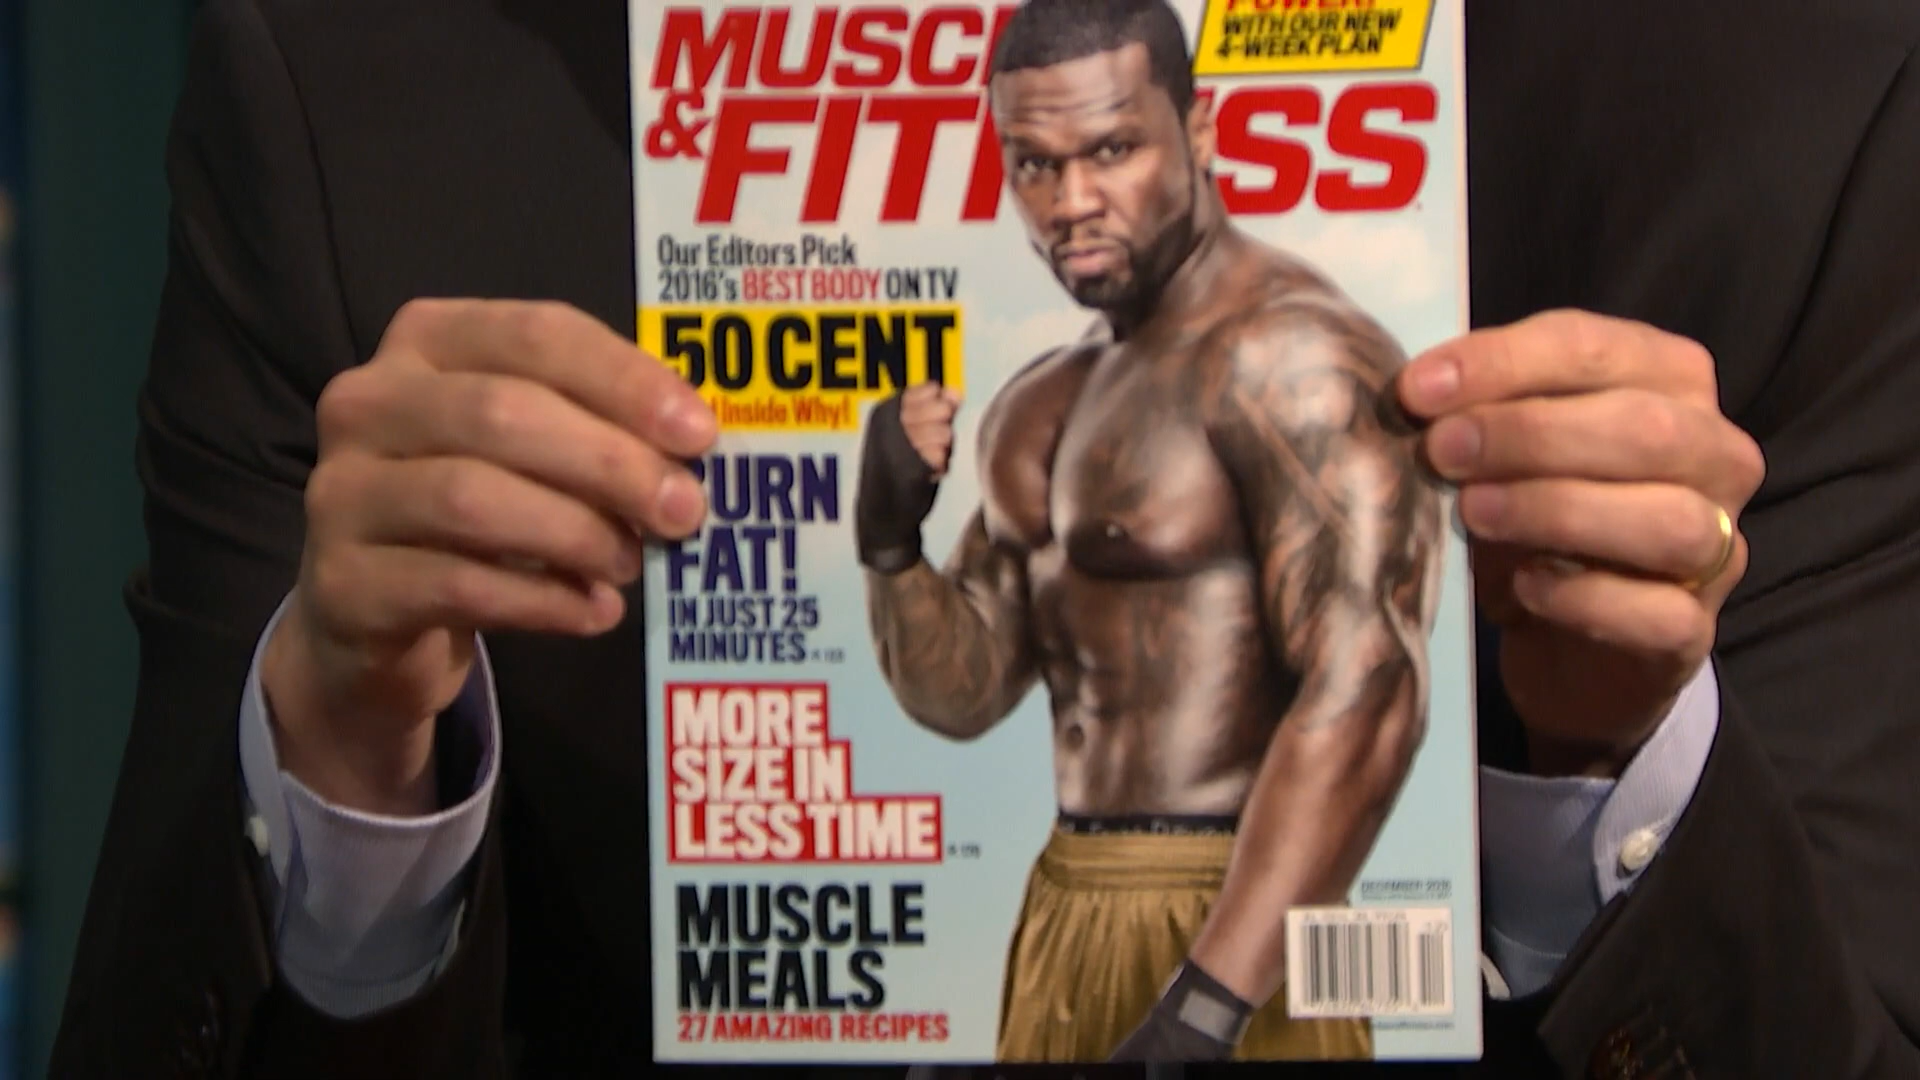 POWER!
WITH OUR NEW
4-WEEK PLAN
MUSC
& FIT SS
Our Editors Pick
2016's BEST BODY ON TV
50 CENT
Inside Why!
BURN
FAT!
IN JUST 25
MINUTES
MORE
SIZE IN
LESS TIME
MUSCLE
MEALS
27 AMAZING RECIPES
DECEMBER 2016